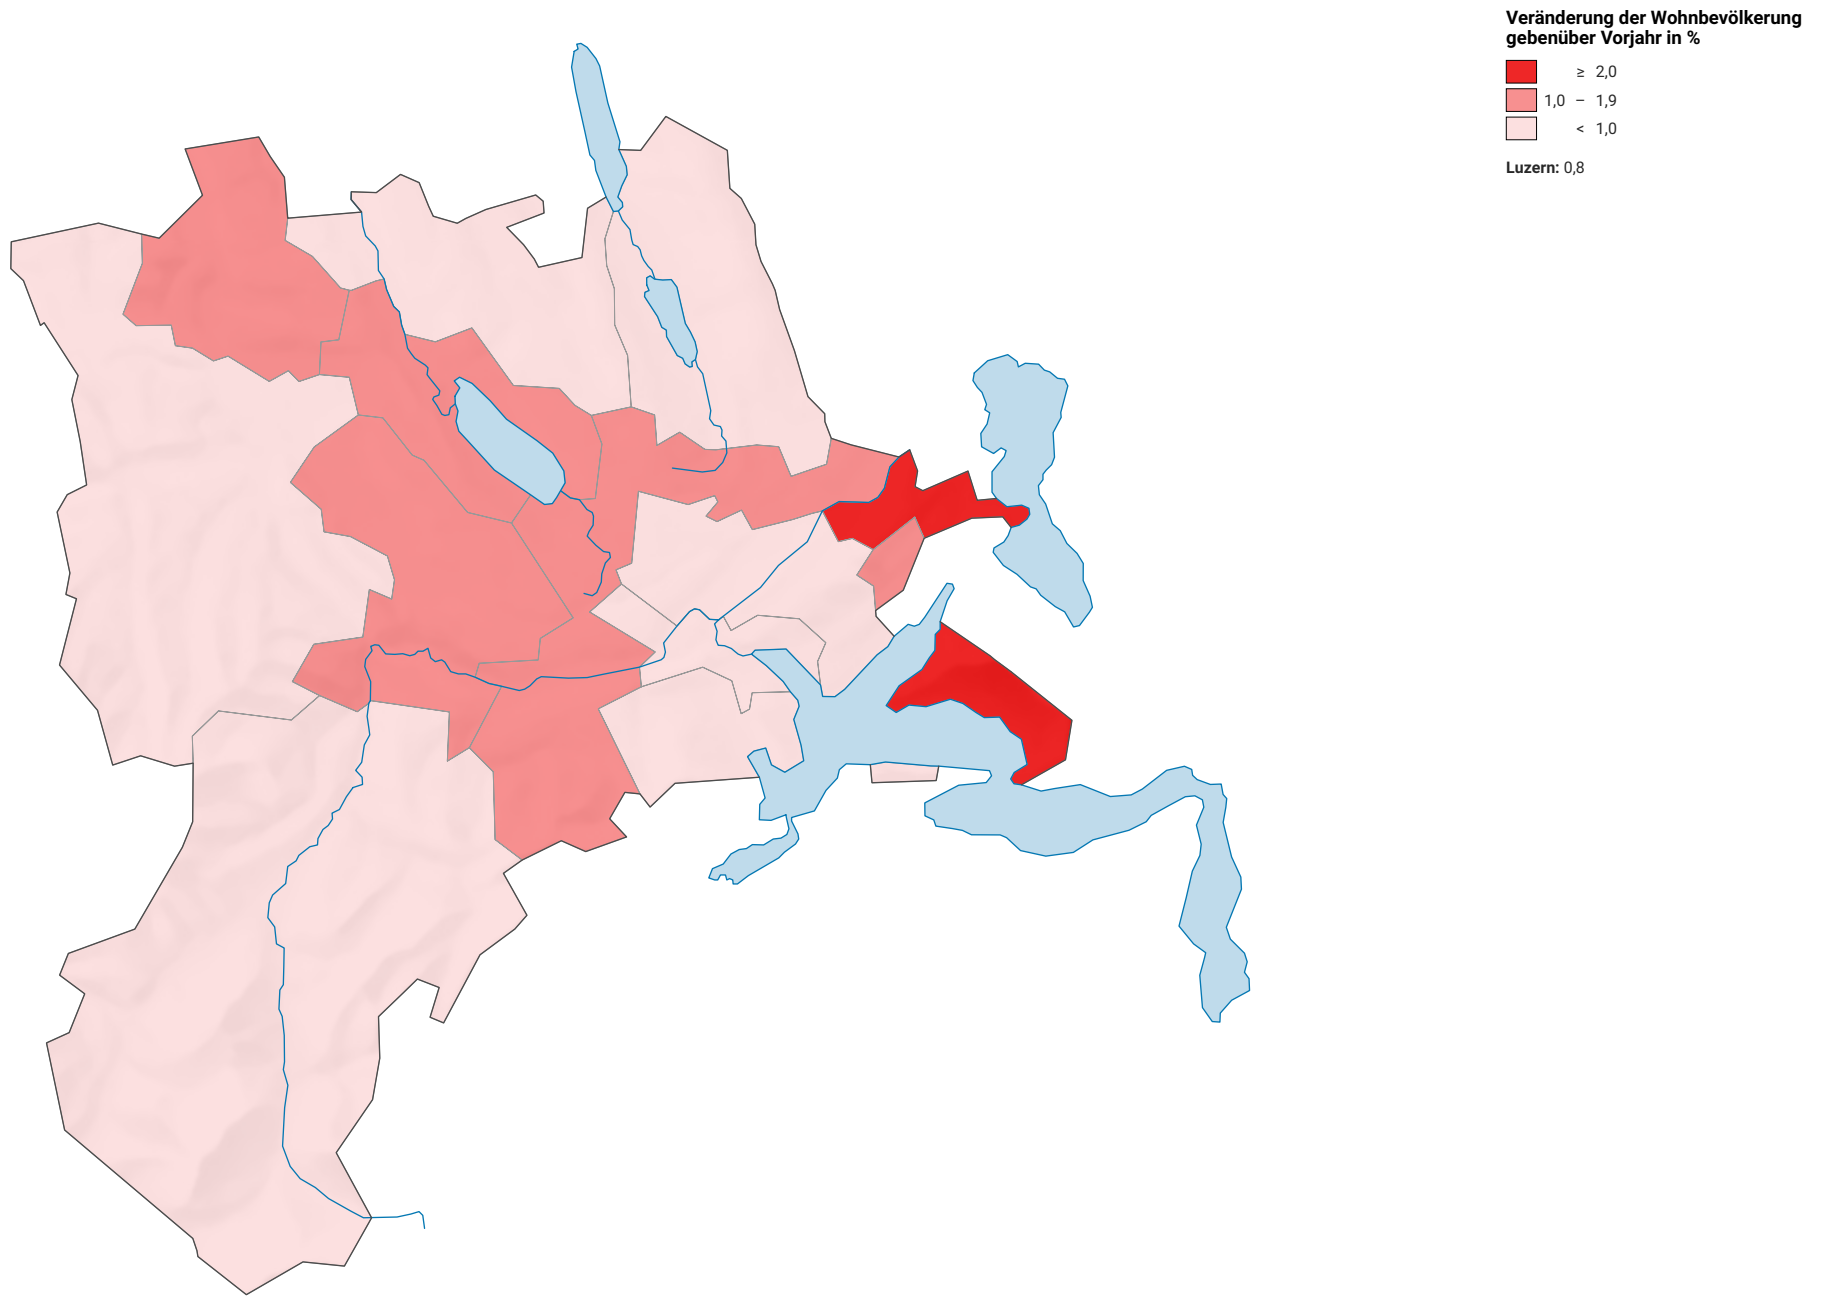 Veränderung der Wohnbevölkerung
gebenüber Vorjahr in %
≥ 2,0
1,0 – 1,9
< 1,0
Luzern: 0,8